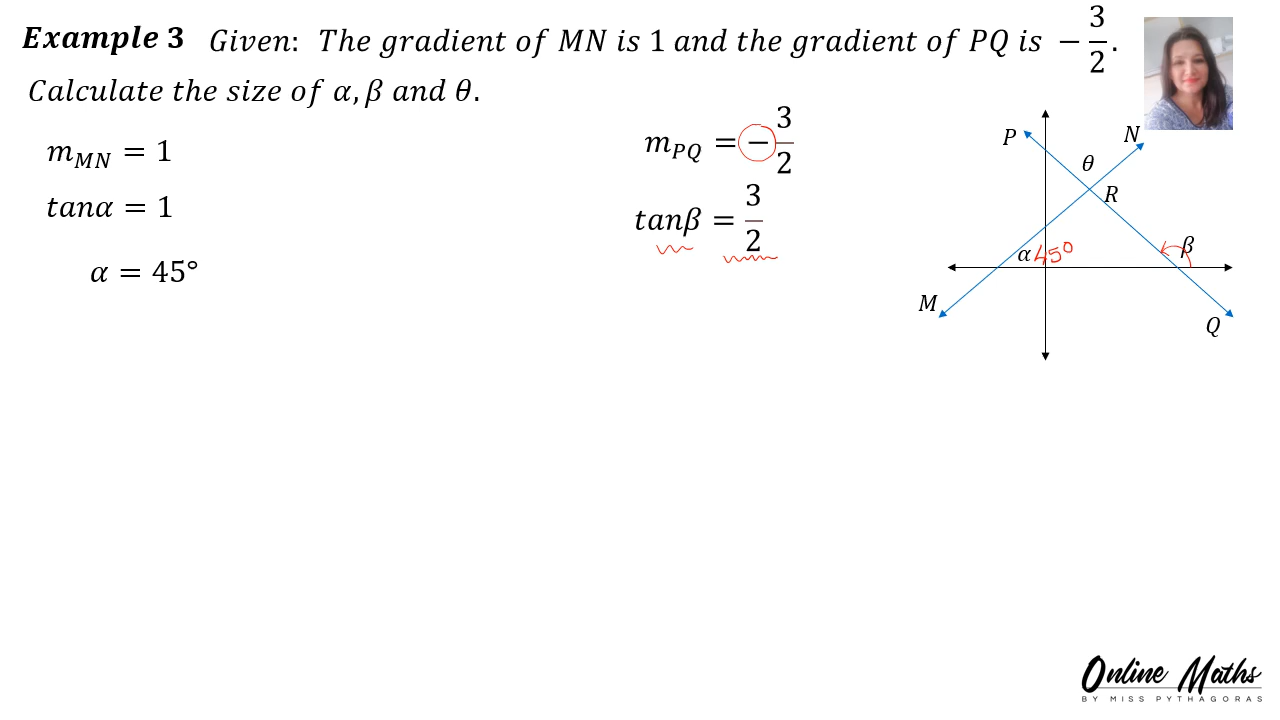 Example 3 Given: The gradient of MN is 1 and the gradient of PQ is −3/2.
Calculate the size of α, β and θ.
m_MN = 1
tanα = 1
α = 45°
m_PQ = −3/2
tanβ = 3/2
P
N
θ
R
α 45°
β
M
Q
Online Maths
BY MISS PYTHAGORAS